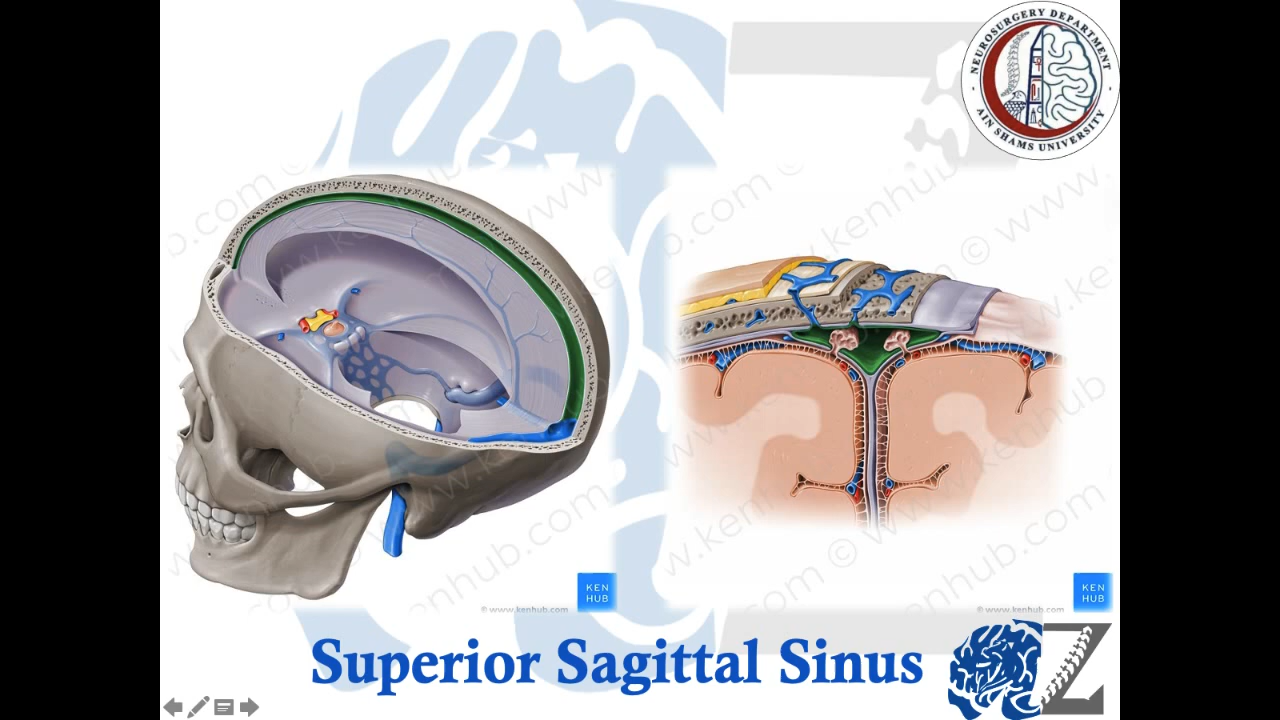 NEUROSURGERY DEPARTMENT
AIN SHAMS UNIVERSITY
KEN
HUB
© www.kenhub.com
KEN
HUB
© www.kenhub.com
Superior Sagittal Sinus
Z